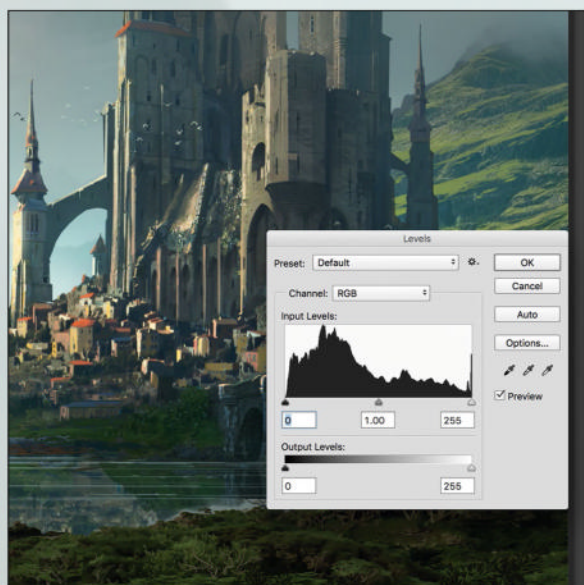 Levels
Preset: Default
OK
Channel: RGB
Cancel
Input Levels:
Auto
Options...
Preview
0 1.00 255
Output Levels:
0 255